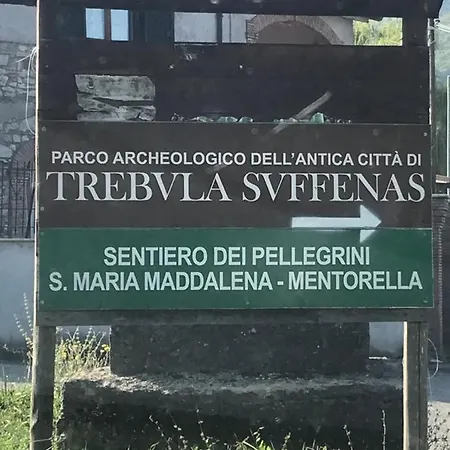 PARCO ARCHEOLOGICO DELL'ANTICA CITTÀ DI
TREBVLA SVFFENAS
SENTIERO DEI PELLEGRINI
S. MARIA MADDALENA - MENTORELLA